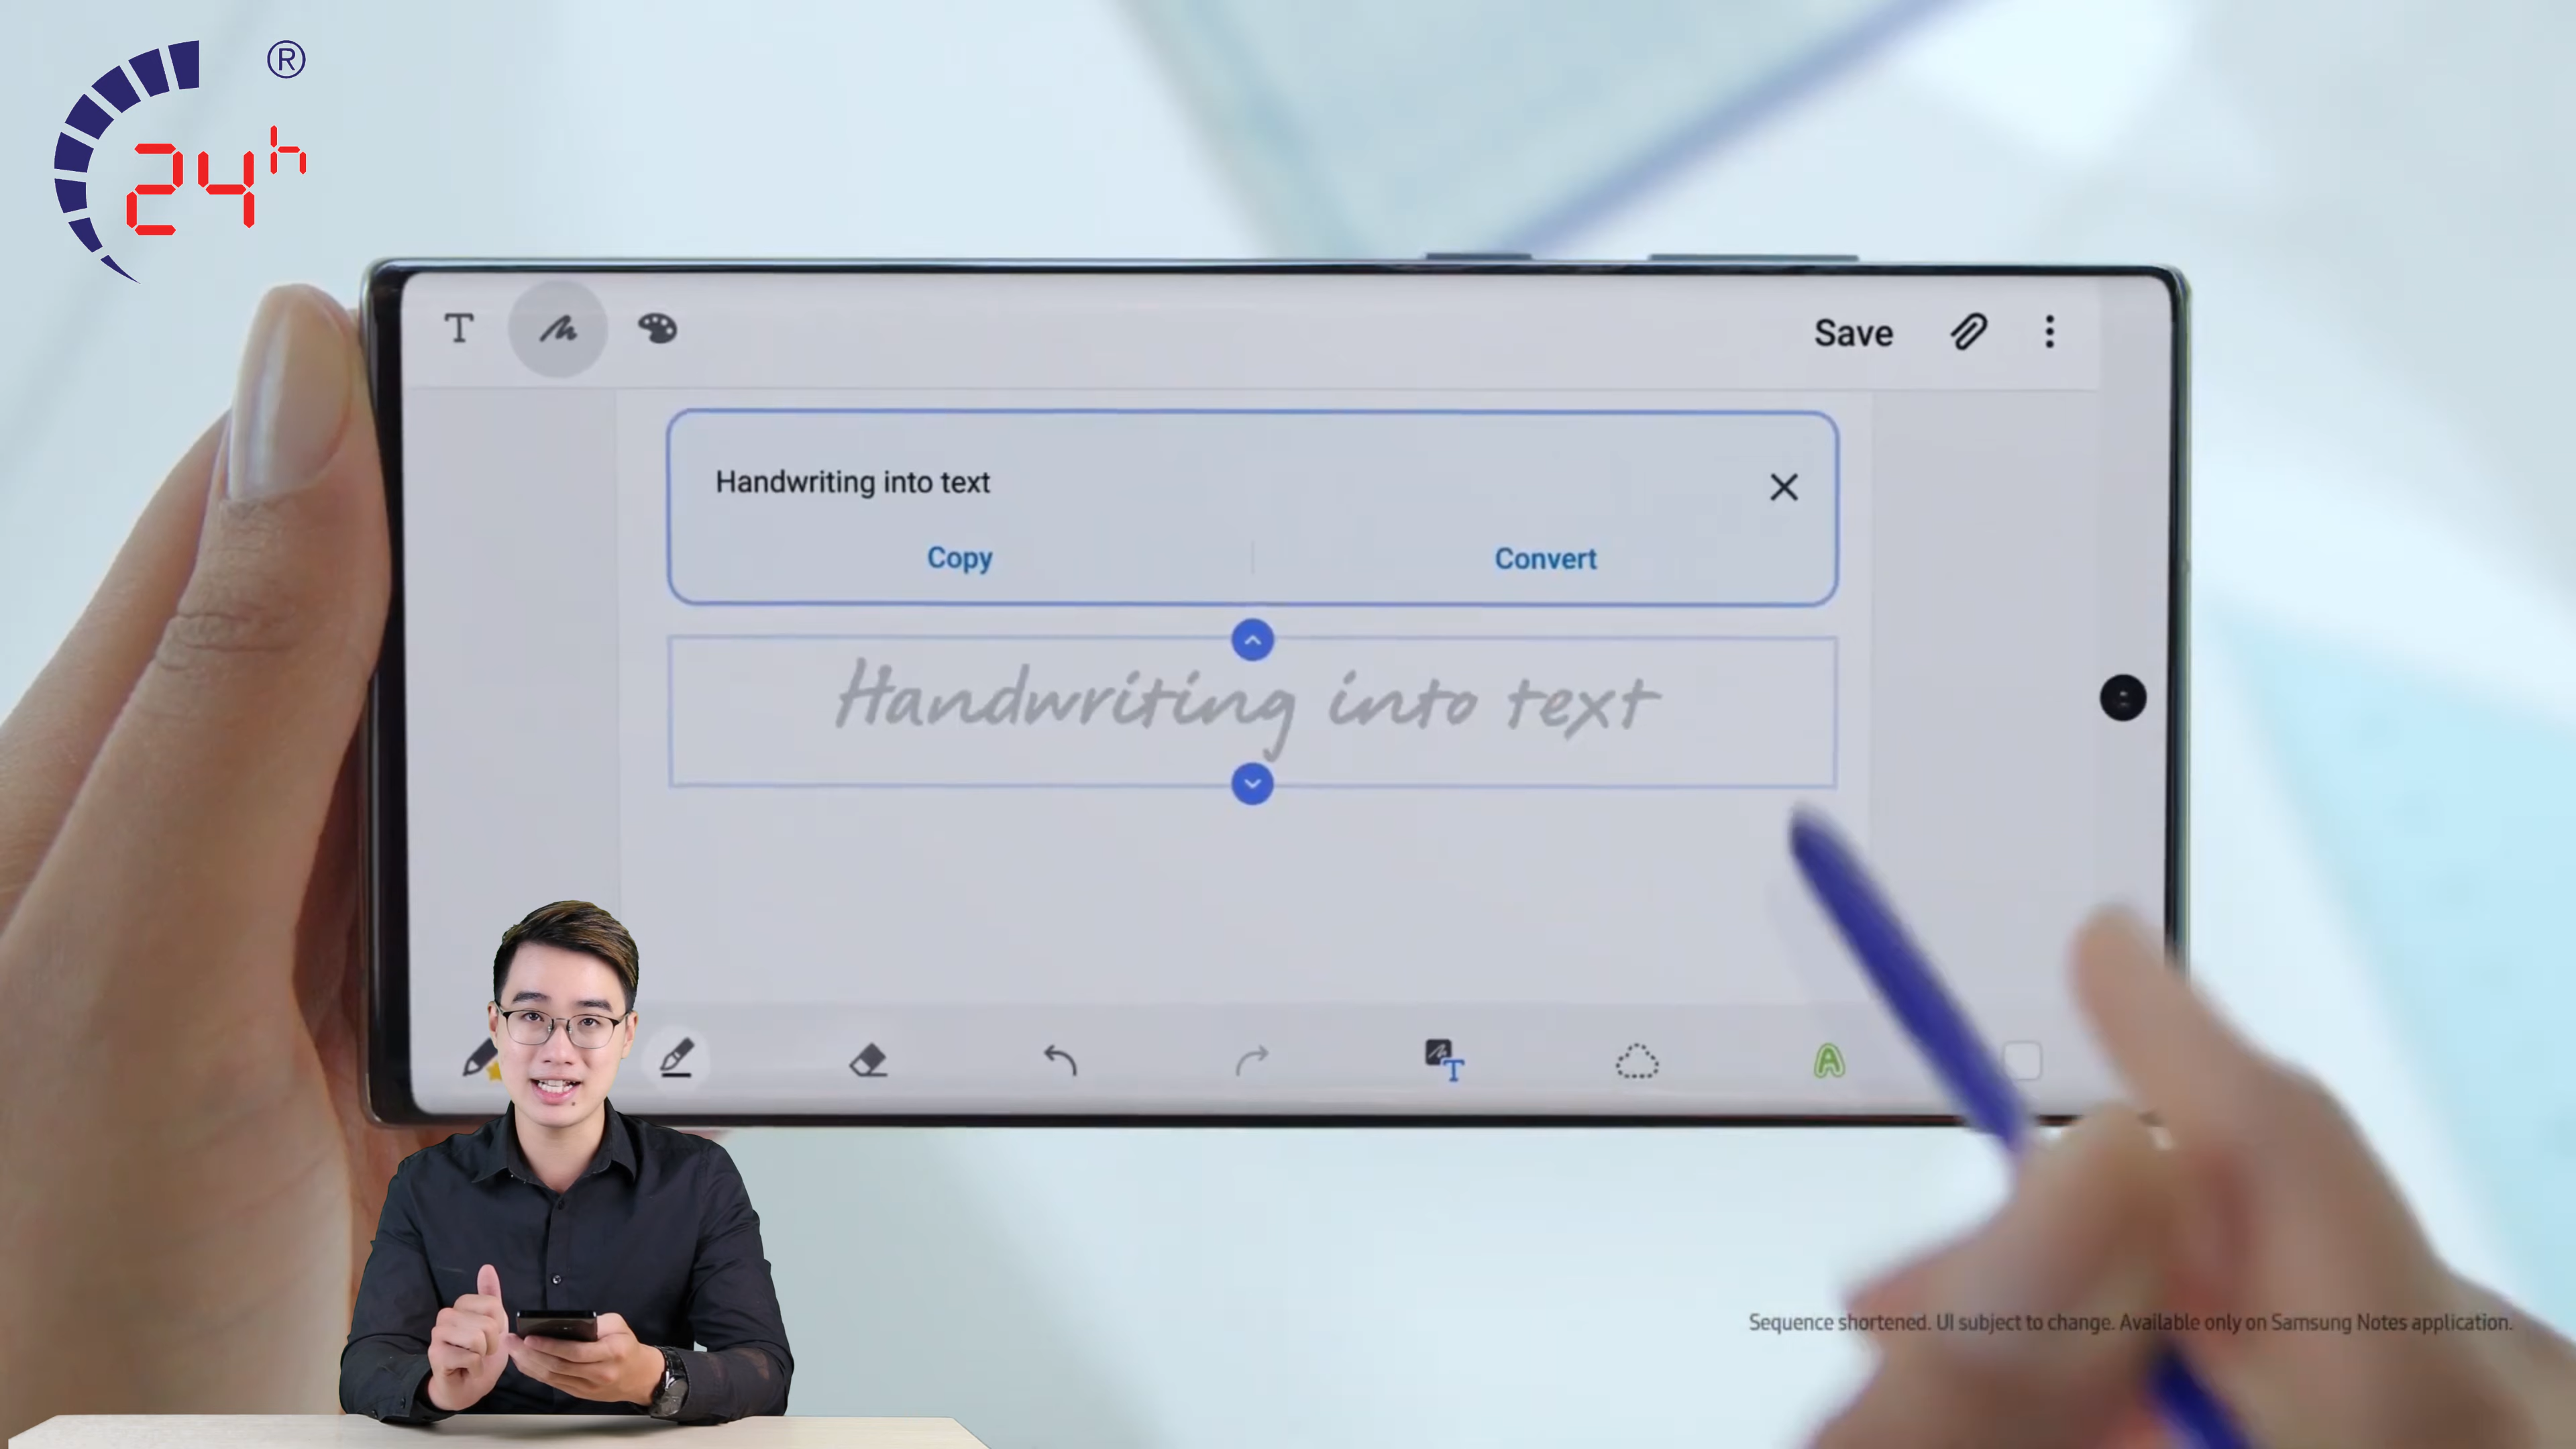 ®
24h
T
Save
Handwriting into text
Copy
Convert
Handwriting into text
T
A
Sequence shortened. UI subject to change. Available only on Samsung Notes application.